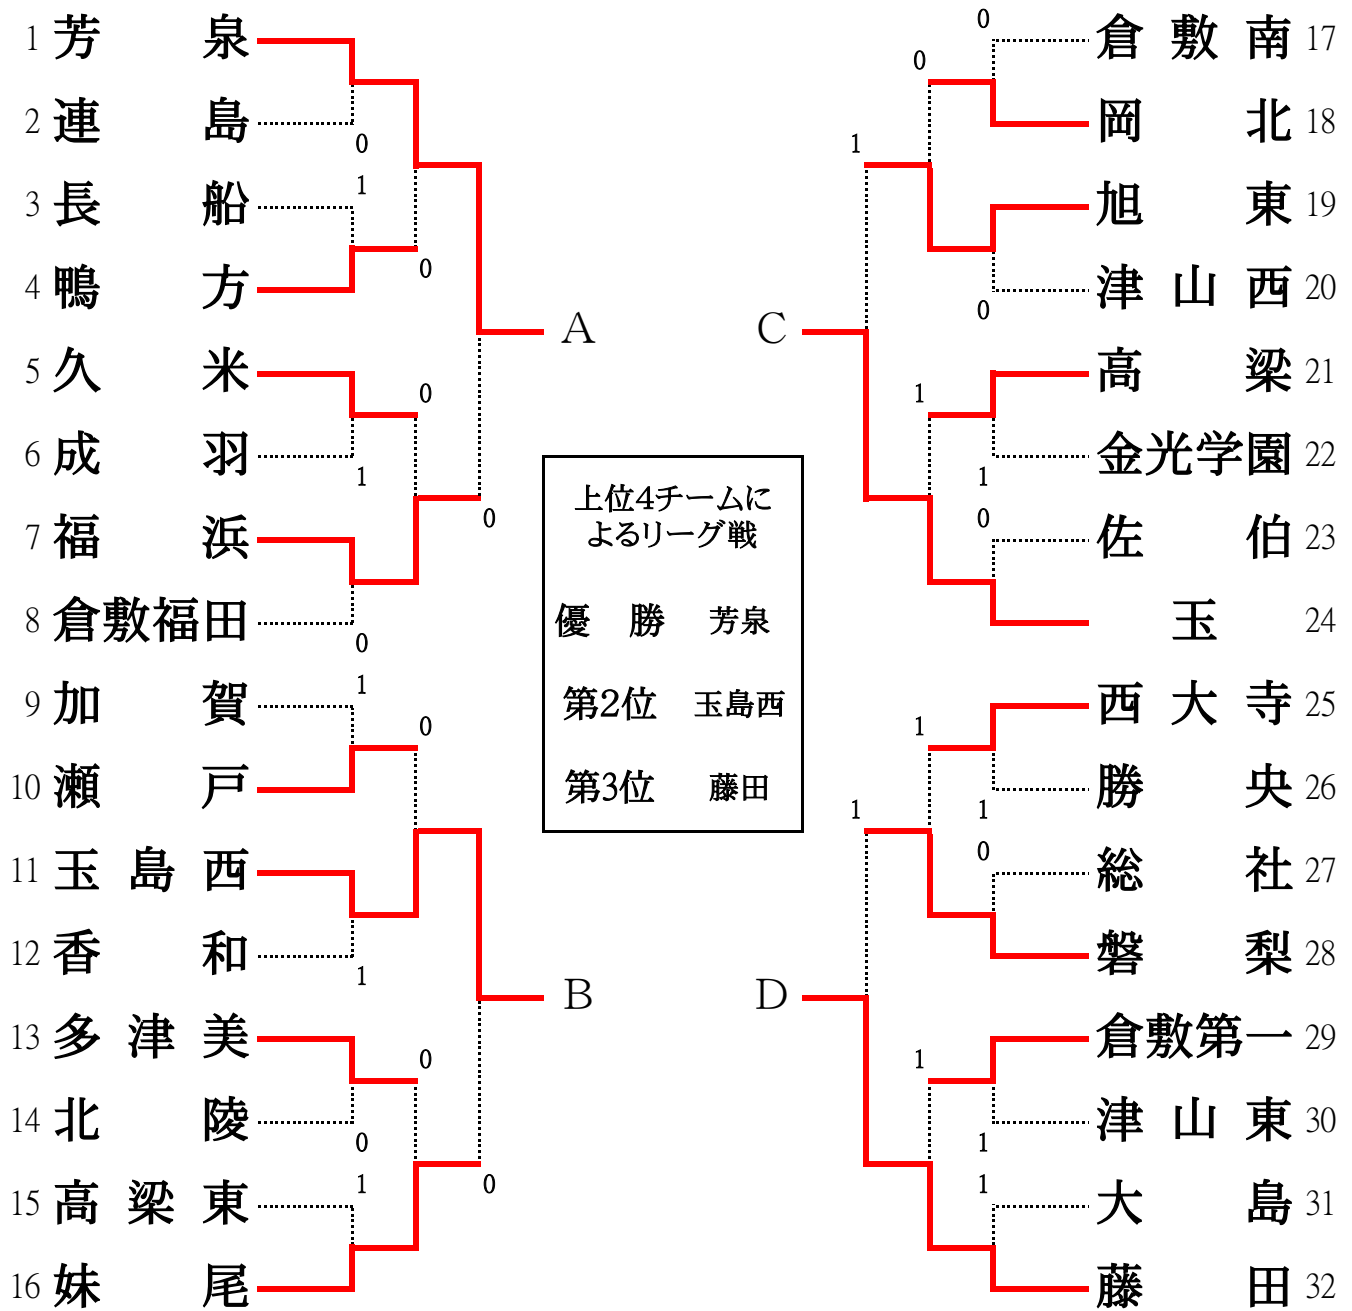 1 芳泉
2 連島
0
1
3 長船
4 鴨方
0
A
5 久米
0
6 成羽
1
7 福浜
0
8 倉敷福田
0
9 加賀
1
0
10 瀬戸
11 玉島西
12 香和
1
B
13 多津美
0
14 北陵
0
15 高梁東
1
0
16 妹尾
上位4チームに
よるリーグ戦
優勝 芳泉
第2位 玉島西
第3位 藤田
0
倉敷南 17
0
岡北 18
1
旭東 19
津山西 20
0
C
高梁 21
1
金光学園 22
1
0
佐伯 23
玉 24
西大寺 25
1
勝央 26
1
1
0
総社 27
磐梨 28
D
倉敷第一 29
1
津山東 30
1
1
大島 31
藤田 32